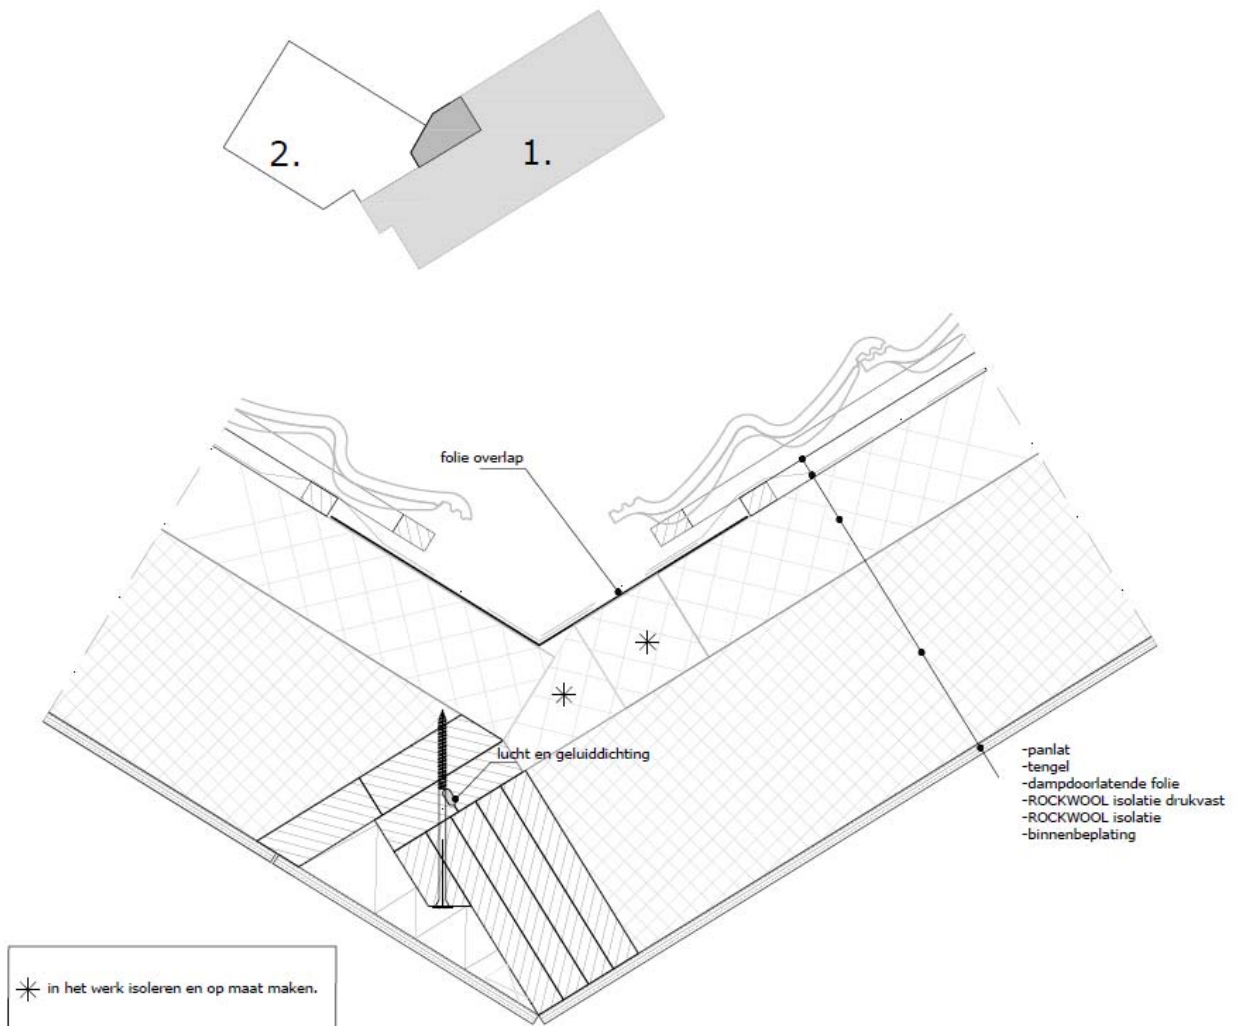 2.
1.
folie overlap
lucht en geluiddichting
-panlat
-tengel
-dampdoorlatende folie
-ROCKWOOL isolatie drukvast
-ROCKWOOL isolatie
-binnenbeplating
in het werk isoleren en op maat maken.